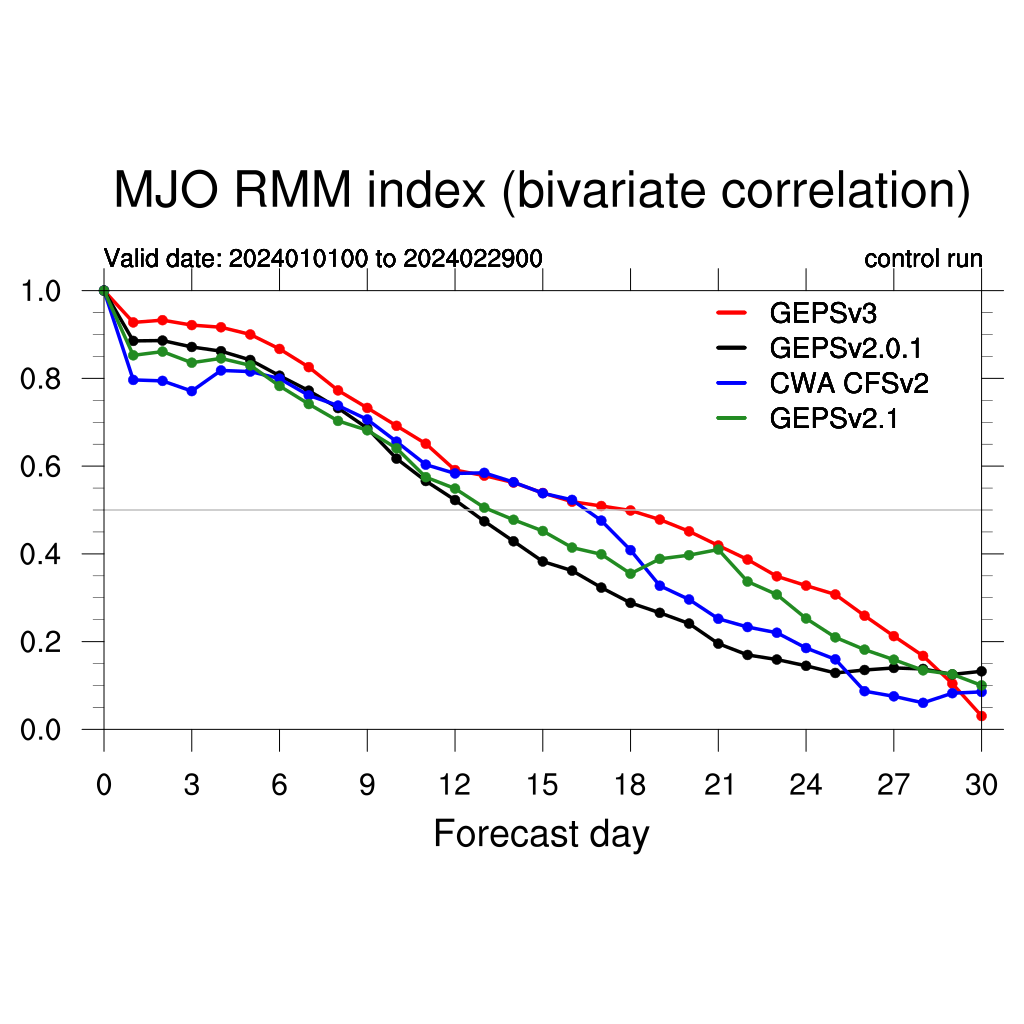 MJO RMM index (bivariate correlation)
Valid date: 2024010100 to 2024022900 control run
1.0
0.8
0.6
0.4
0.2
0.0
GEPSv3
GEPSv2.0.1
CWA CFSv2
GEPSv2.1
0 3 6 9 12 15 18 21 24 27 30
Forecast day